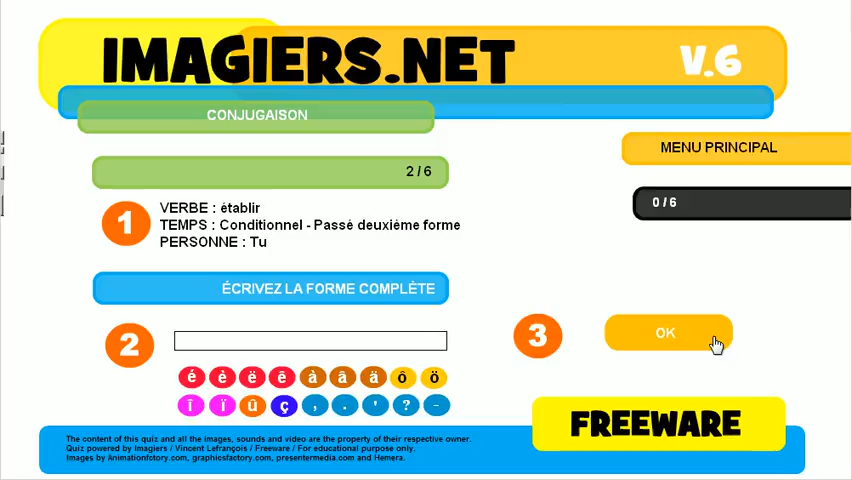 IMAGIERS.NET
V.6
CONJUGAISON
MENU PRINCIPAL
2 / 6
0 / 6
1
VERBE : établir
TEMPS : Conditionnel - Passé deuxième forme
PERSONNE : Tu
ÉCRIVEZ LA FORME COMPLÈTE
2
3
OK
é è ë ê à â ä ô ö
î ï û ç , . ' ? -
FREEWARE
The content of this quiz and all the images, sounds and video are the property of their respective owner.
Quiz powered by Imagiers / Vincent Lefrançois / Freeware / For educational purpose only.
Images by Animationfctory.com, graphicsfactory.com, presentermedia.com and Hemera.